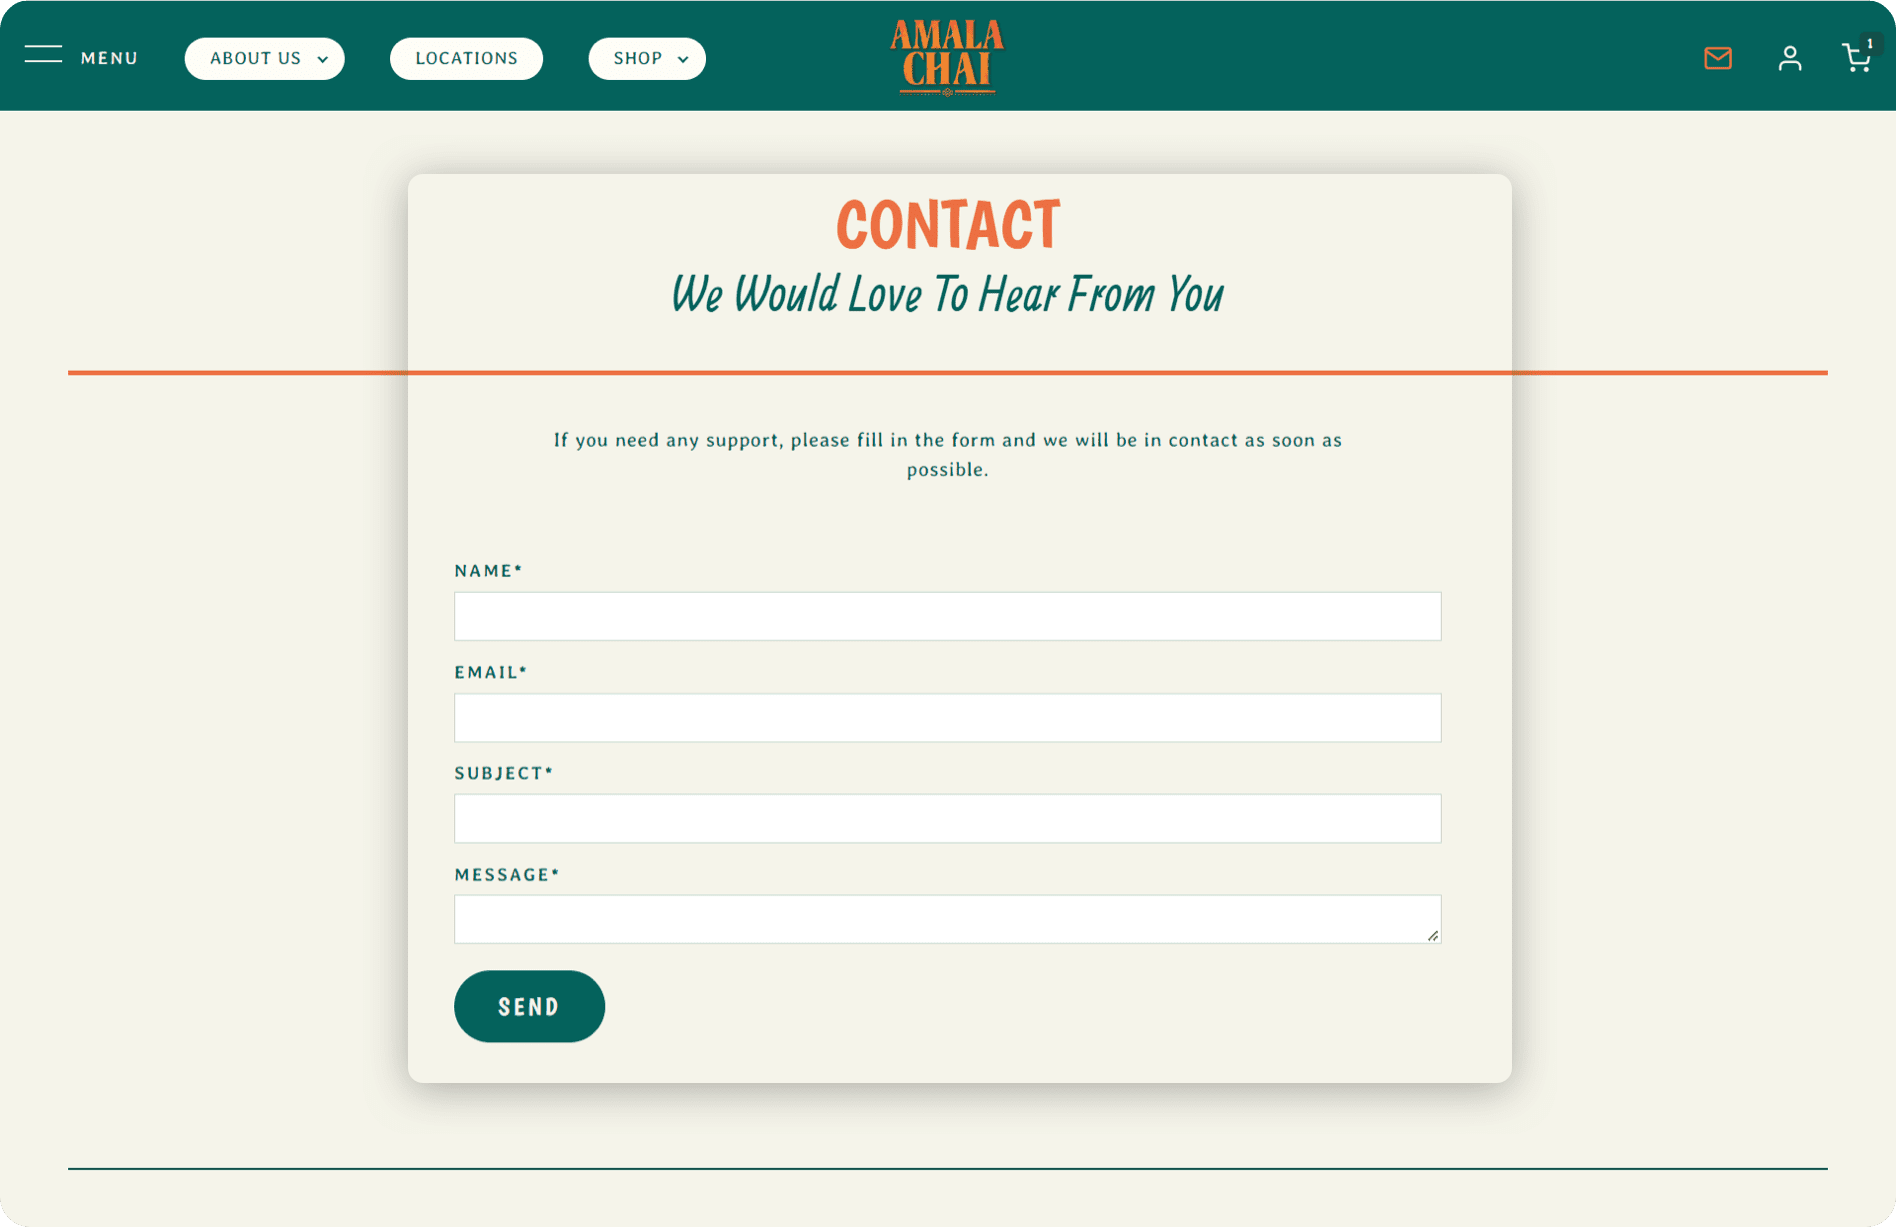 MENU
ABOUT US
LOCATIONS
SHOP
AMALA
CHAI
1
CONTACT
We Would Love To Hear From You
If you need any support, please fill in the form and we will be in contact as soon as
possible.
NAME*
EMAIL*
SUBJECT*
MESSAGE*
SEND